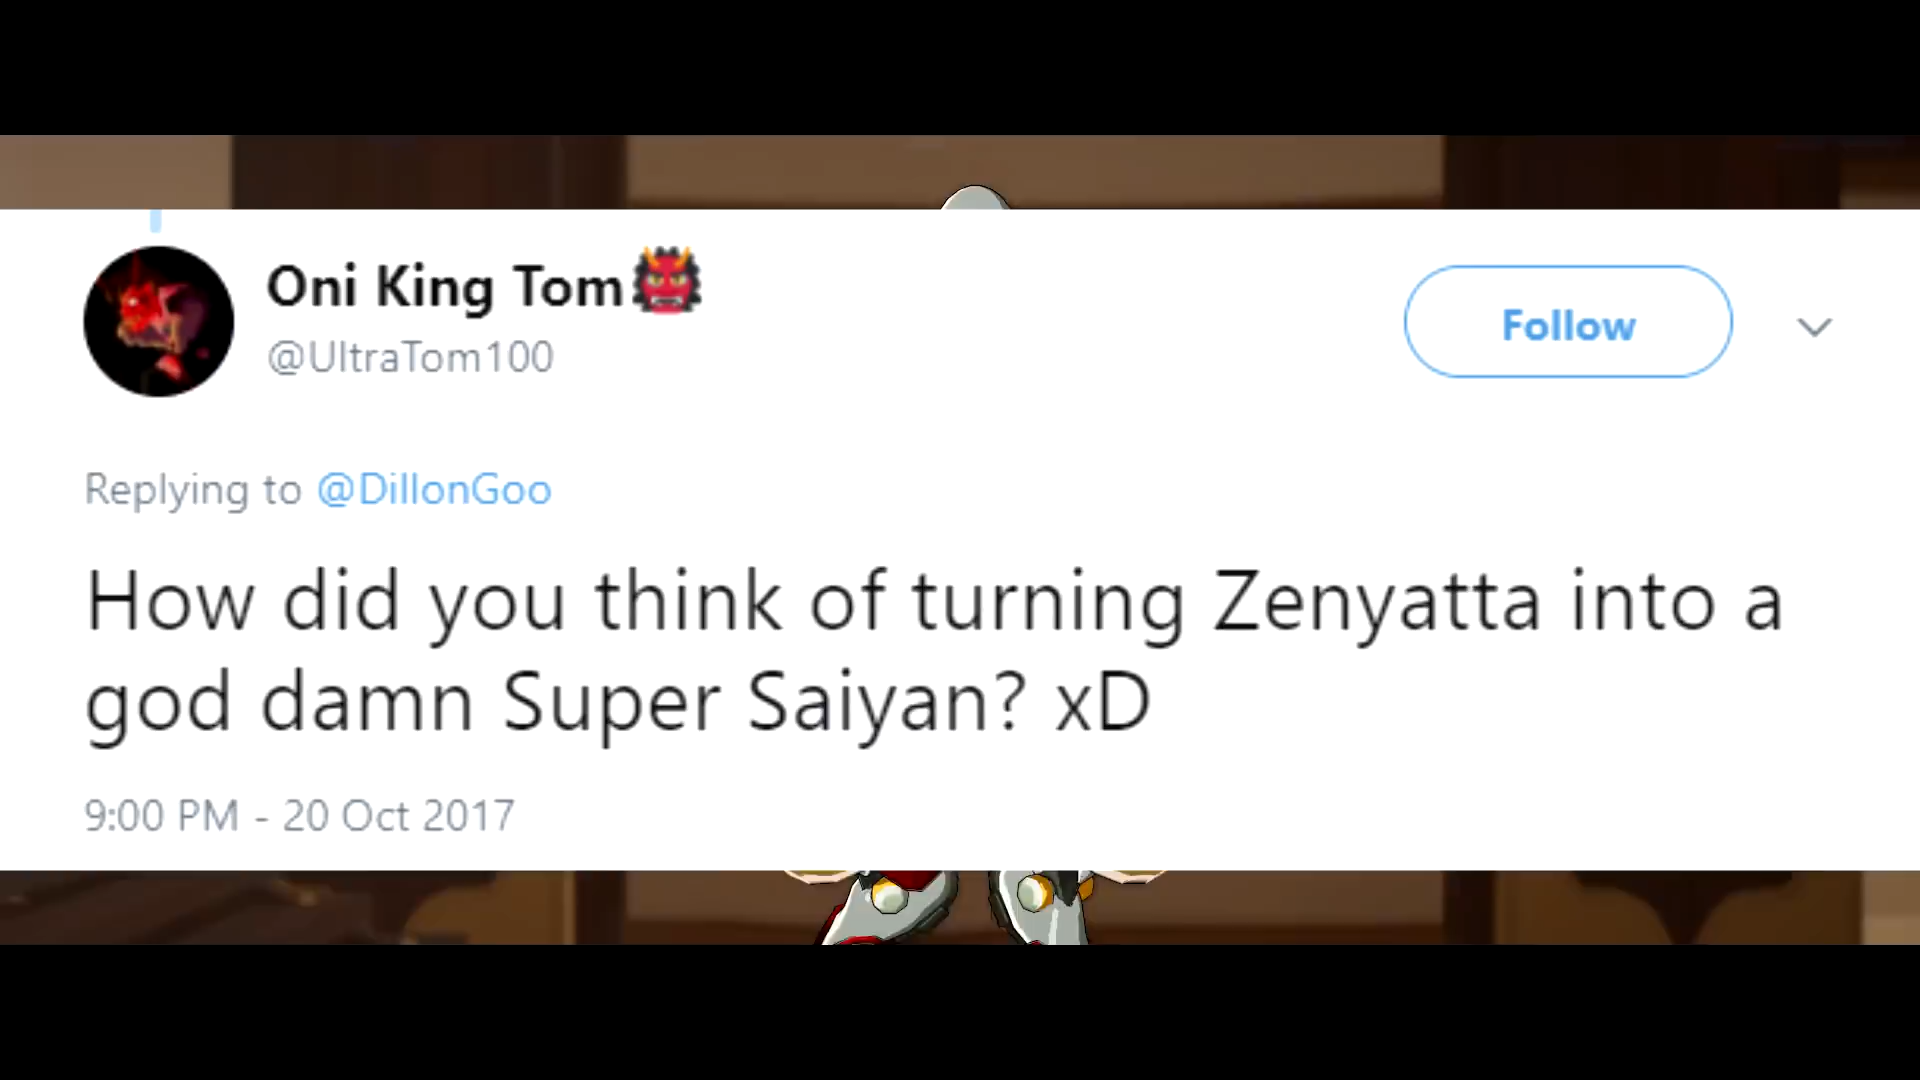 Oni King Tom👹
@UltraTom100
Follow
Replying to @DillonGoo
How did you think of turning Zenyatta into a
god damn Super Saiyan? xD
9:00 PM - 20 Oct 2017